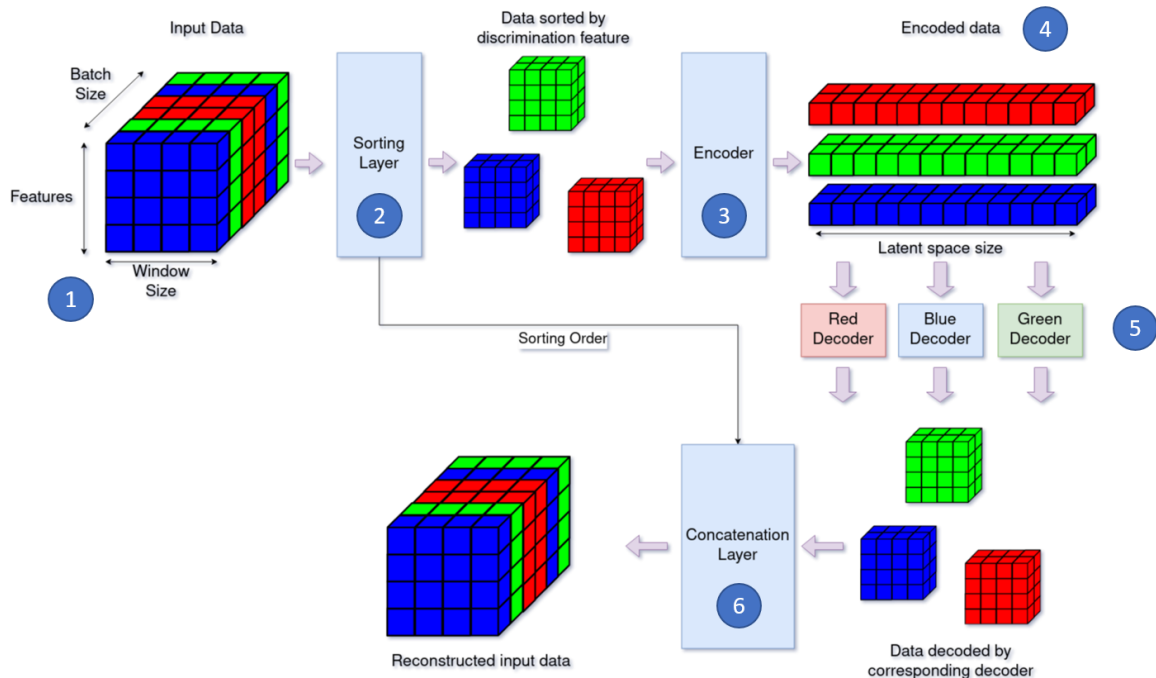 Input Data
Batch
Size
Features
Window
Size
1
Sorting
Layer
2
Data sorted by
discrimination feature
Encoder
3
Encoded data
4
Latent space size
Red
Decoder
Blue
Decoder
Green
Decoder
5
Sorting Order
Concatenation
Layer
6
Reconstructed input data
Data decoded by
corresponding decoder